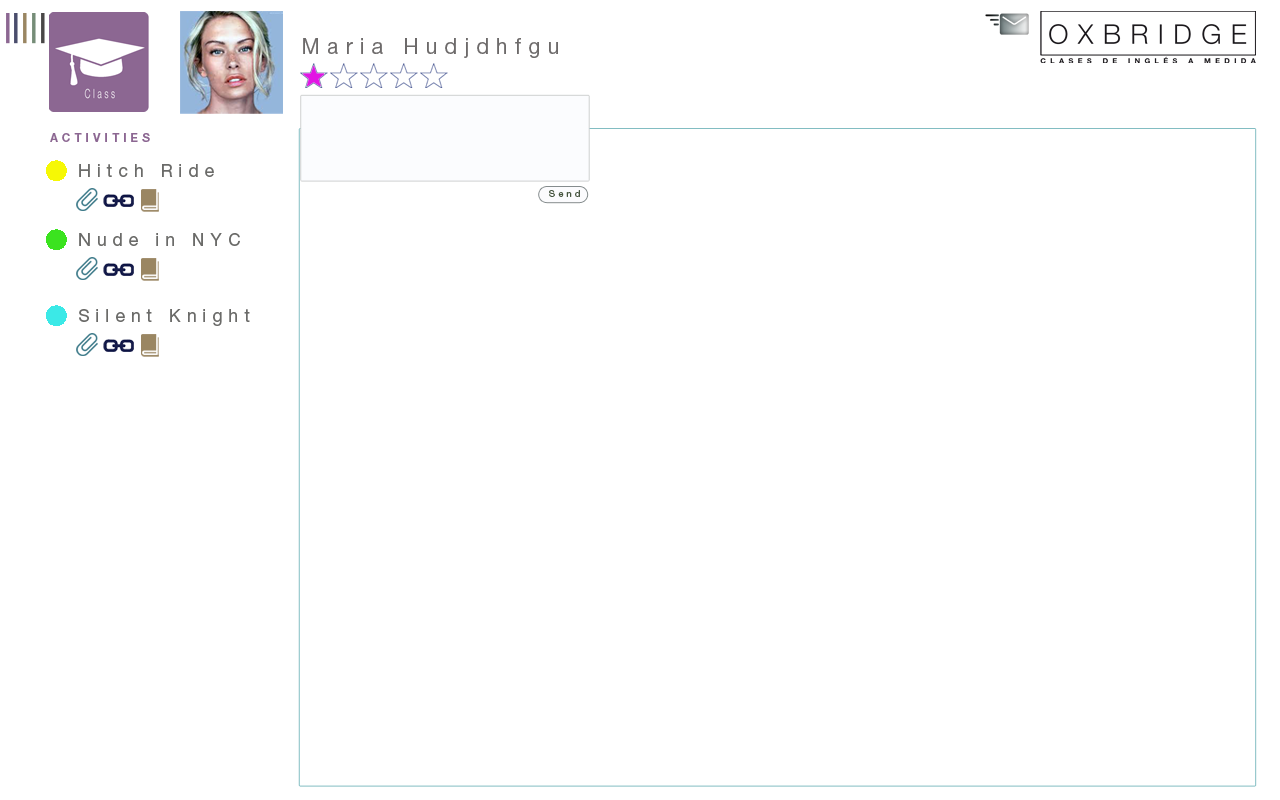 Class
Maria Hudjdhfgu
OXBRIDGE
CLASES DE INGLÉS A MEDIDA
ACTIVITIES
Hitch Ride
Nude in NYC
Silent Knight
Send